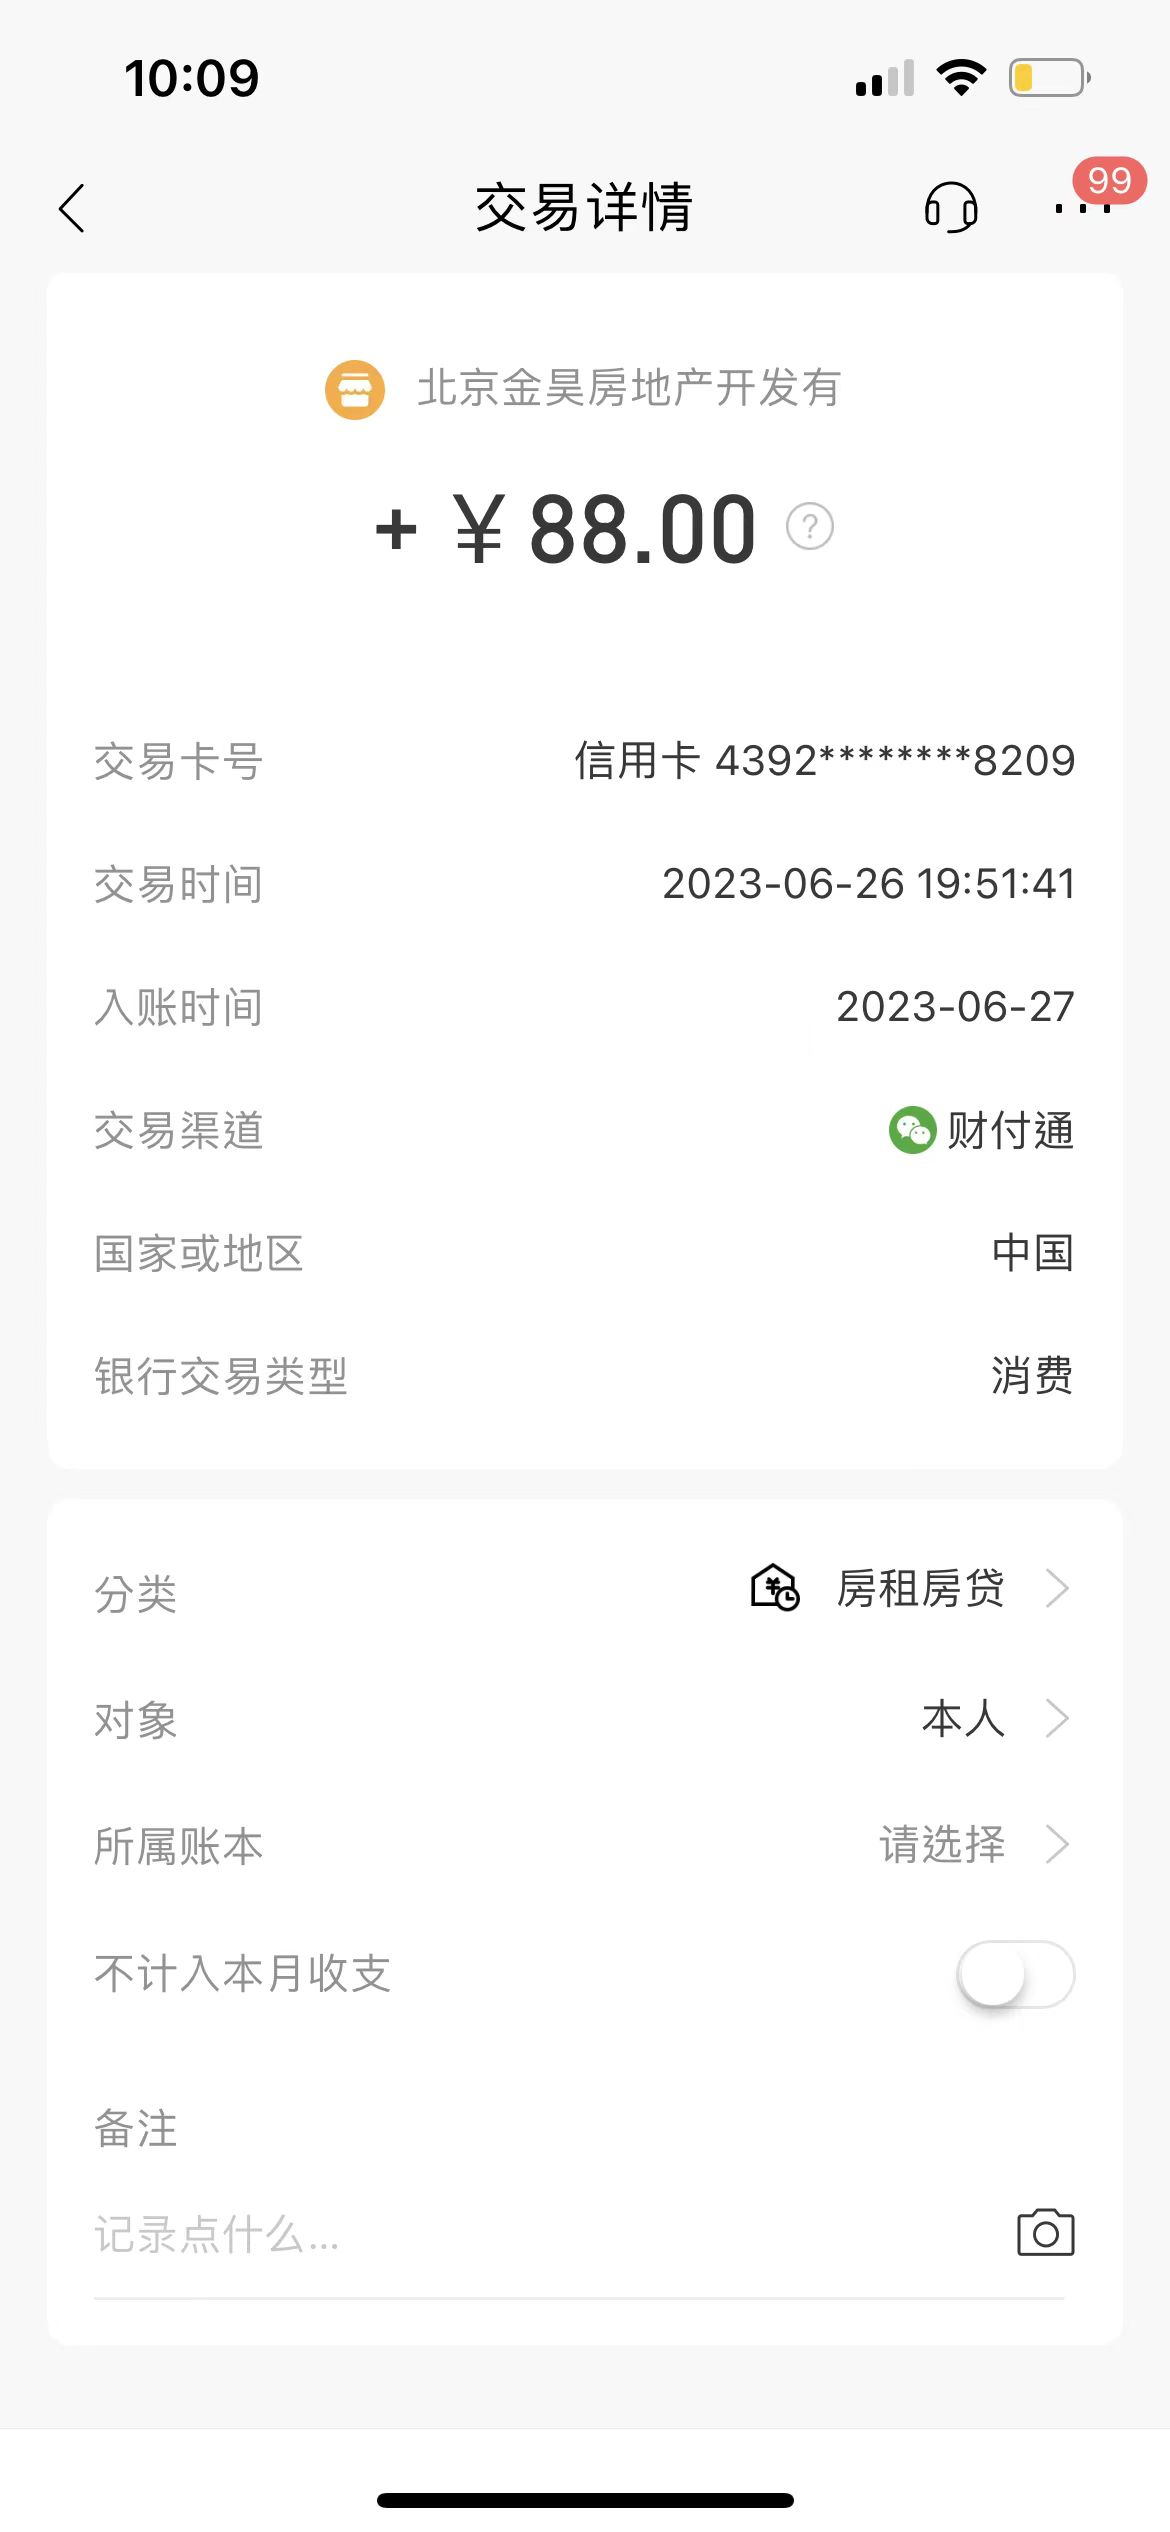 10:09
交易详情
99
北京金昊房地产开发有
+ ¥88.00 ?
交易卡号 信用卡 4392********8209
交易时间 2023-06-26 19:51:41
入账时间 2023-06-27
交易渠道 财付通
国家或地区 中国
银行交易类型 消费
分类 房租房贷
对象 本人
所属账本 请选择
不计入本月收支
备注
记录点什么...